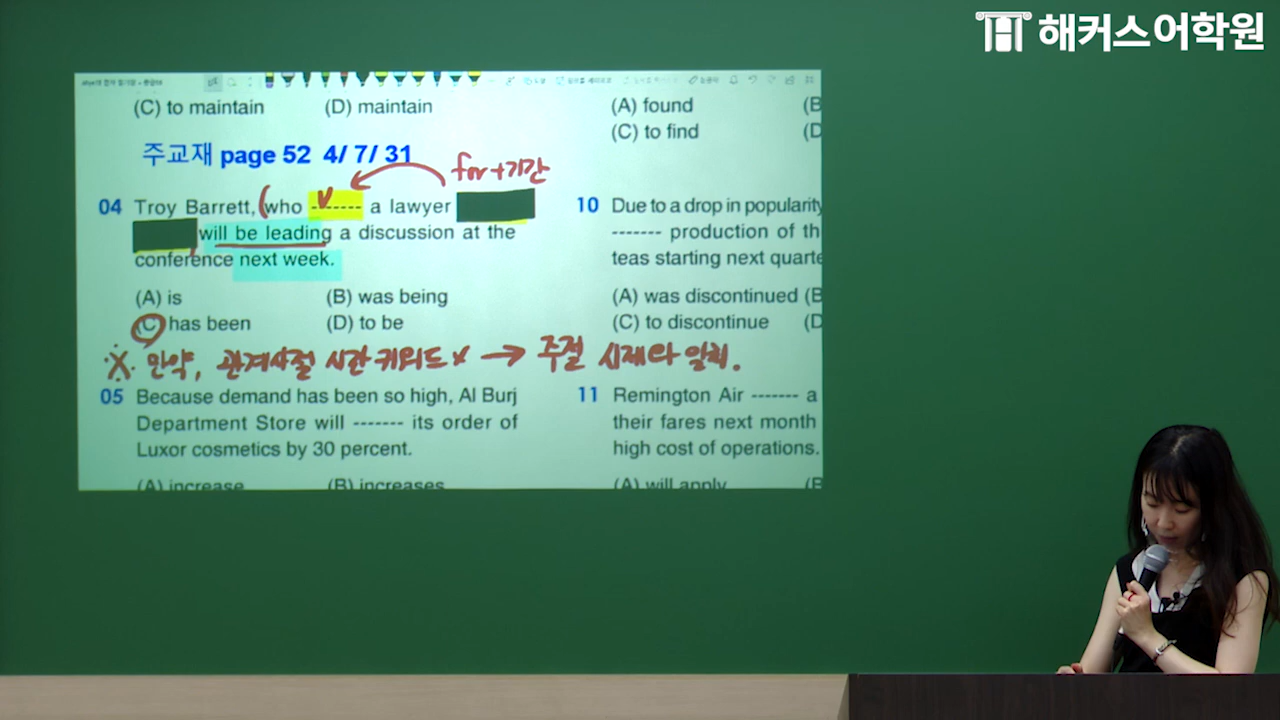 해커스어학원
(C) to maintain (D) maintain
주교재 page 52 4/ 7/ 31
for+기간
04 Troy Barrett, who ------- a lawyer
will be leading a discussion at the
conference next week.
(A) is (B) was being
(C) has been (D) to be
※ 만약, 관계사절 시간 키워드 x → 주절 시제와 일치.
05 Because demand has been so high, Al Burj
Department Store will ------- its order of
Luxor cosmetics by 30 percent.
(A) increase (B) increases
(A) found (B
(C) to find (D
10 Due to a drop in popularity
------- production of th
teas starting next quarte
(A) was discontinued (B
(C) to discontinue (D
11 Remington Air ------- a
their fares next month
high cost of operations.
(A) will apply (B